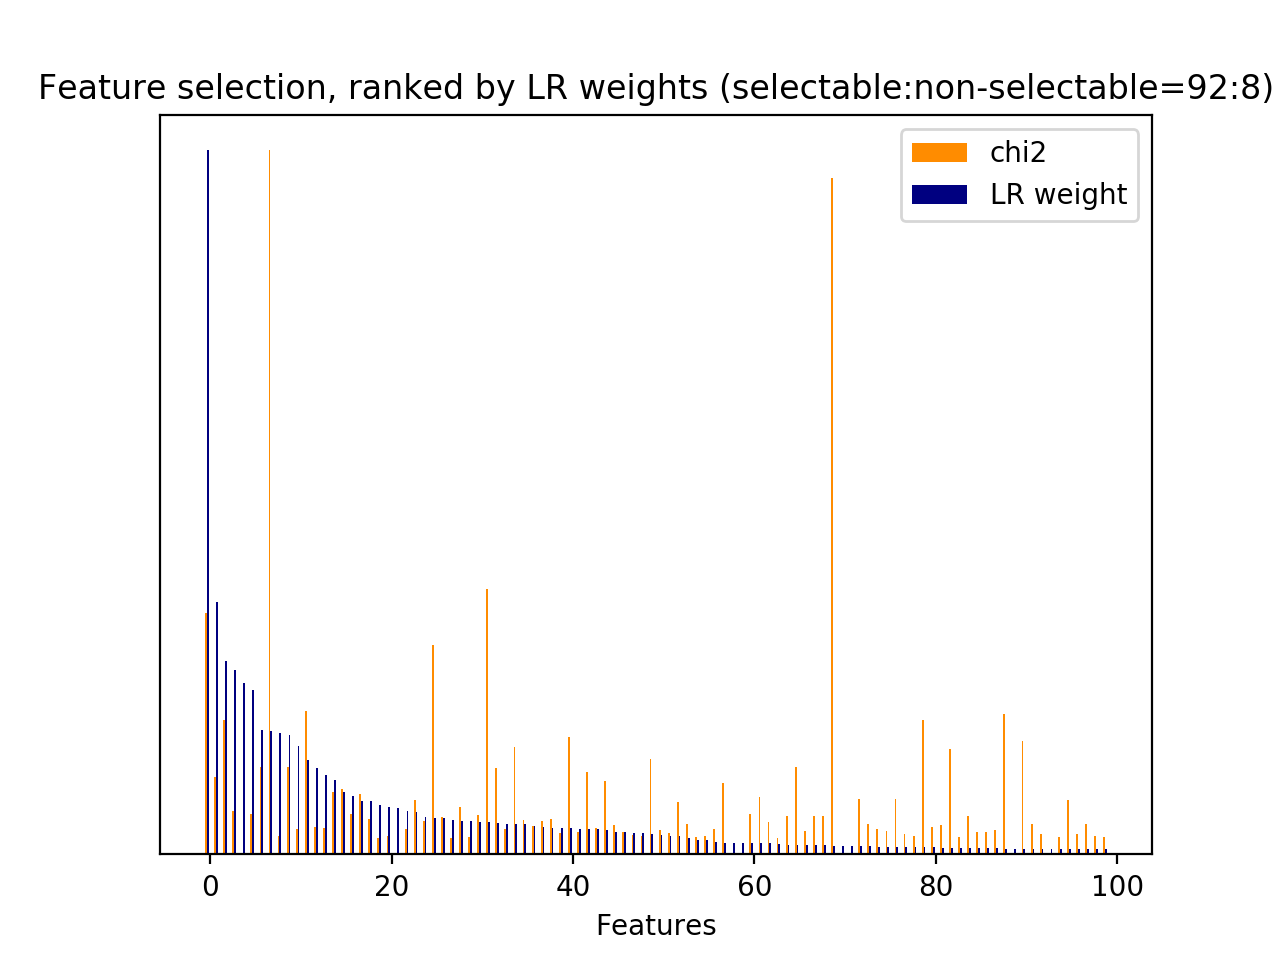 Feature selection, ranked by LR weights (selectable:non-selectable=92:8)
chi2
LR weight
0 20 40 60 80 100
Features